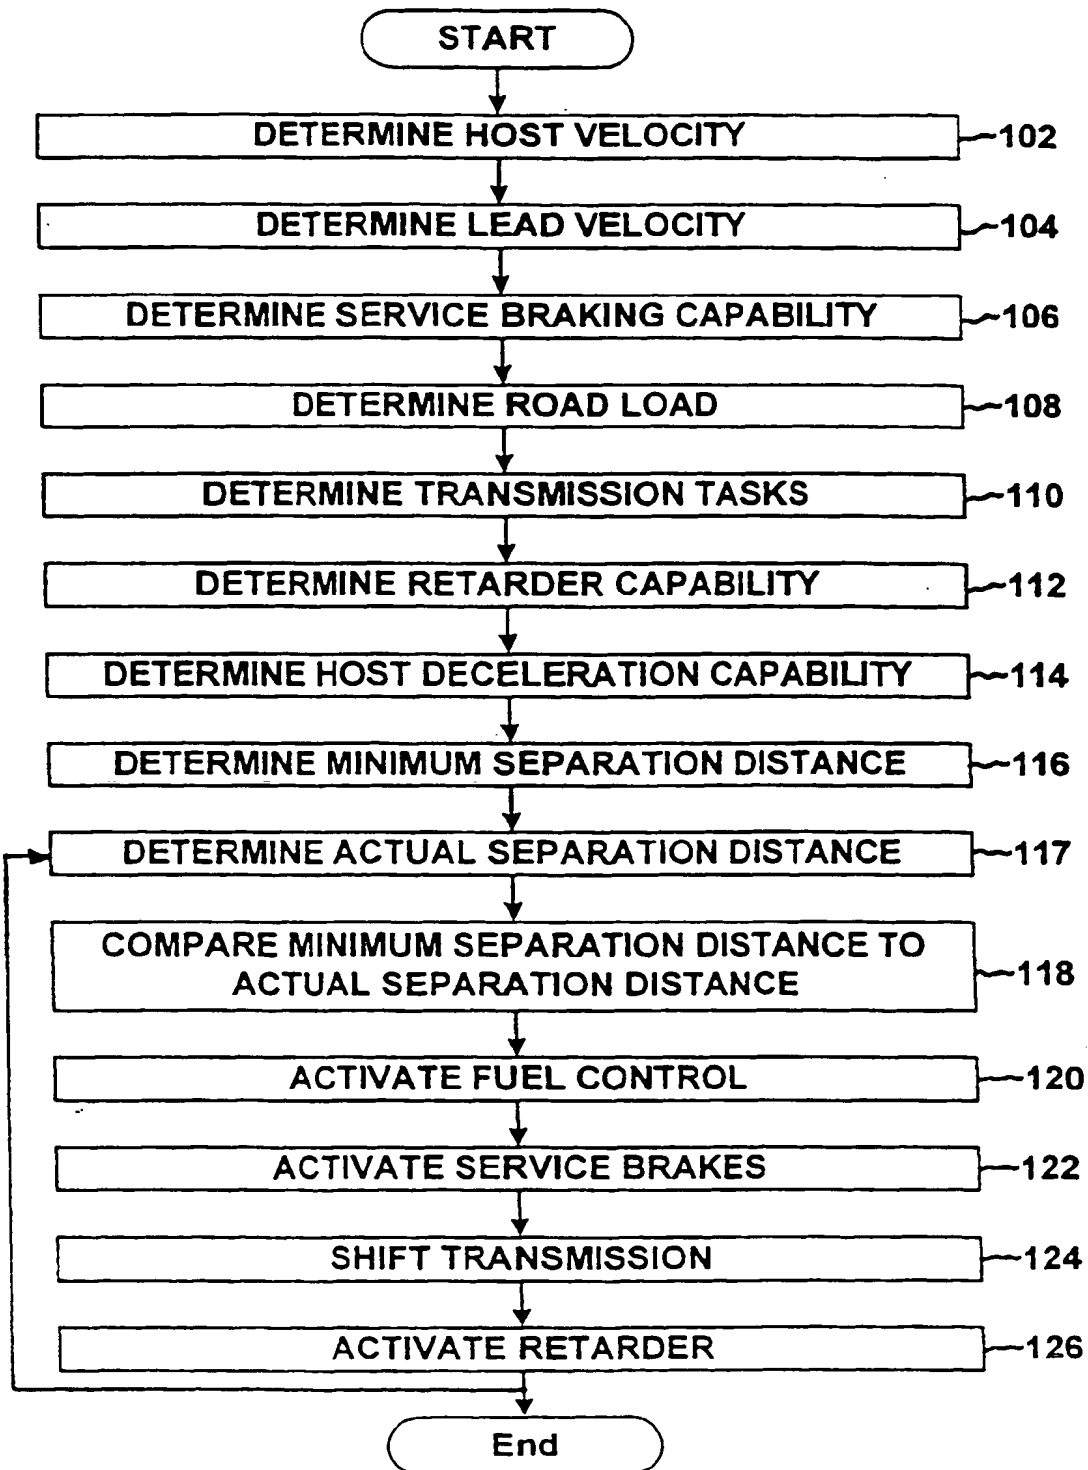 START
DETERMINE HOST VELOCITY 102
DETERMINE LEAD VELOCITY 104
DETERMINE SERVICE BRAKING CAPABILITY 106
DETERMINE ROAD LOAD 108
DETERMINE TRANSMISSION TASKS 110
DETERMINE RETARDER CAPABILITY 112
DETERMINE HOST DECELERATION CAPABILITY 114
DETERMINE MINIMUM SEPARATION DISTANCE 116
DETERMINE ACTUAL SEPARATION DISTANCE 117
COMPARE MINIMUM SEPARATION DISTANCE TO
ACTUAL SEPARATION DISTANCE 118
ACTIVATE FUEL CONTROL 120
ACTIVATE SERVICE BRAKES 122
SHIFT TRANSMISSION 124
ACTIVATE RETARDER 126
End